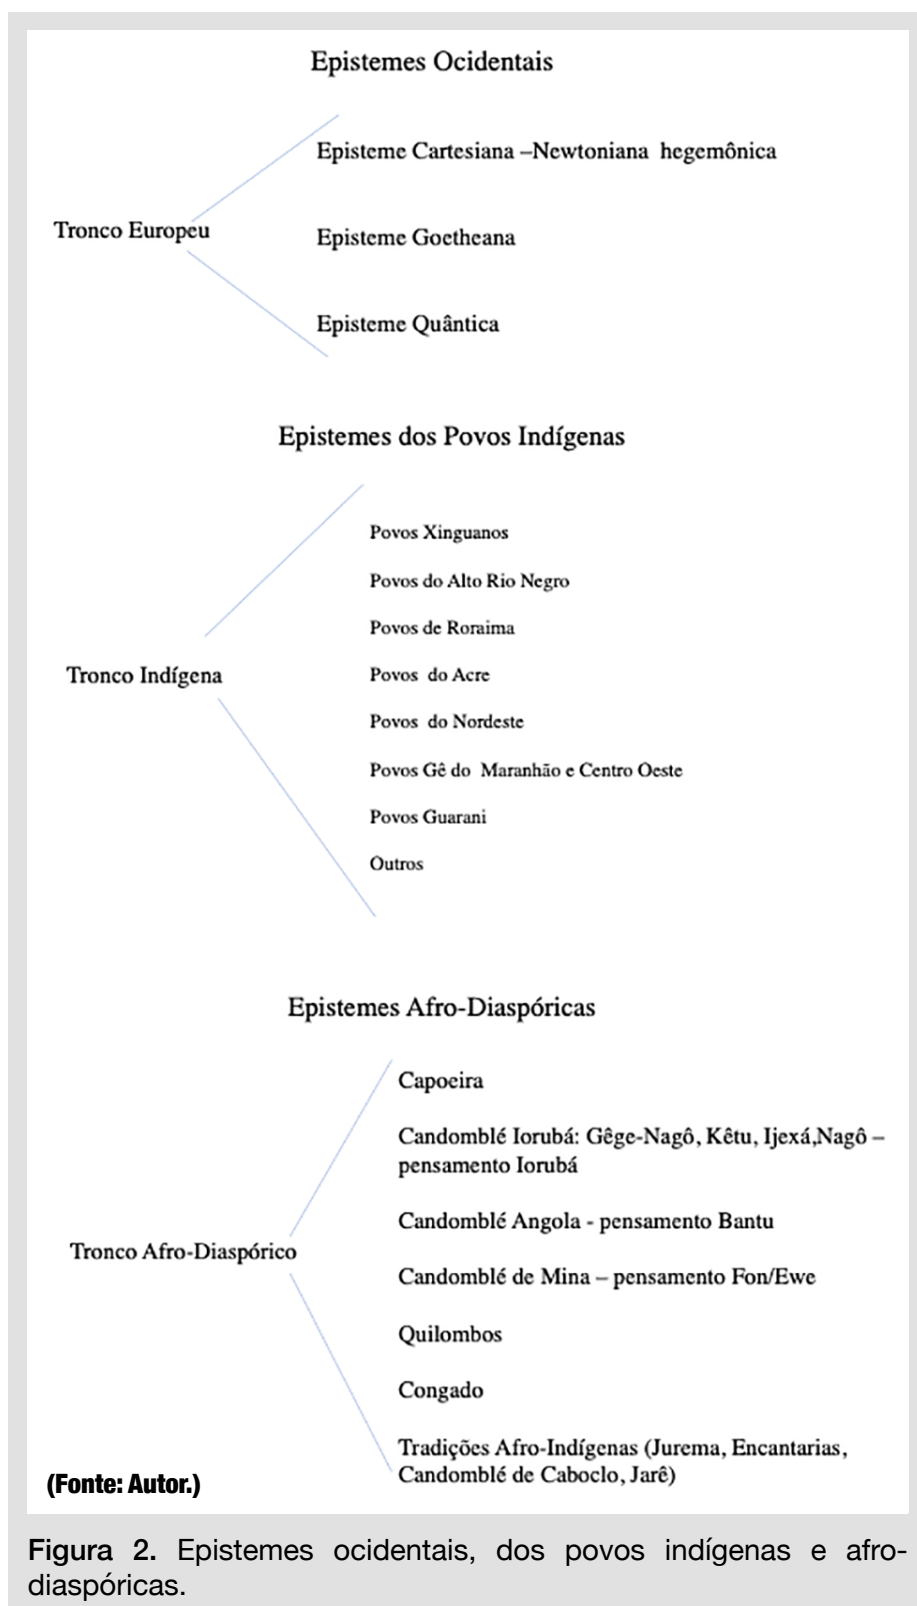 Epistemes Ocidentais
Episteme Cartesiana –Newtoniana hegemônica
Tronco Europeu
Episteme Goetheana
Episteme Quântica
Epistemes dos Povos Indígenas
Povos Xinguanos
Povos do Alto Rio Negro
Povos de Roraima
Tronco Indígena
Povos do Acre
Povos do Nordeste
Povos Gê do Maranhão e Centro Oeste
Povos Guarani
Outros
Epistemes Afro-Diaspóricas
Capoeira
Candomblé Iorubá: Gêge-Nagô, Kêtu, Ijexá,Nagô –
pensamento Iorubá
Candomblé Angola - pensamento Bantu
Tronco Afro-Diaspórico
Candomblé de Mina – pensamento Fon/Ewe
Quilombos
Congado
Tradições Afro-Indígenas (Jurema, Encantarias,
Candomblé de Caboclo, Jarê)
(Fonte: Autor.)
Figura 2. Epistemes ocidentais, dos povos indígenas e afro-
diaspóricas.